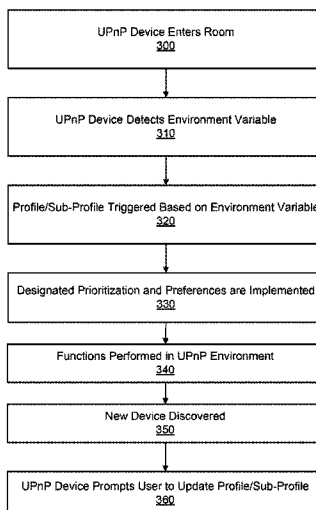 UPnP Device Enters Room
300
UPnP Device Detects Environment Variable
310
Profile/Sub-Profile Triggered Based on Environment Variable
320
Designated Prioritization and Preferences are Implemented
330
Functions Performed in UPnP Environment
340
New Device Discovered
350
UPnP Device Prompts User to Update Profile/Sub-Profile
360